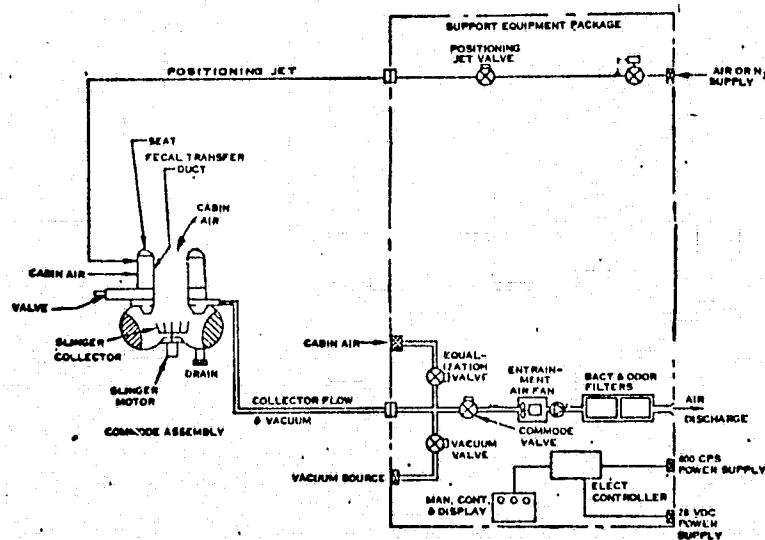 SUPPORT EQUIPMENT PACKAGE
POSITIONING
JET VALVE
POSITIONING JET
AIR OR N2
SUPPLY
SEAT
FECAL TRANSFER
DUCT
CABIN
AIR
CABIN AIR
VALVE
SLINGER
COLLECTOR
SLINGER
MOTOR
DRAIN
COMMODE ASSEMBLY
COLLECTOR FLOW
& VACUUM
CABIN AIR
EQUAL-
IZATION
VALVE
ENTRAIN-
MENT
AIR FAN
BACT & ODOR
FILTERS
AIR
DISCHARGE
COMMODE
VALVE
VACUUM VALVE
VACUUM SOURCE
MAN. CONT.
& DISPLAY
ELECT
CONTROLLER
400 CPS
POWER SUPPLY
28 VDC
POWER
SUPPLY